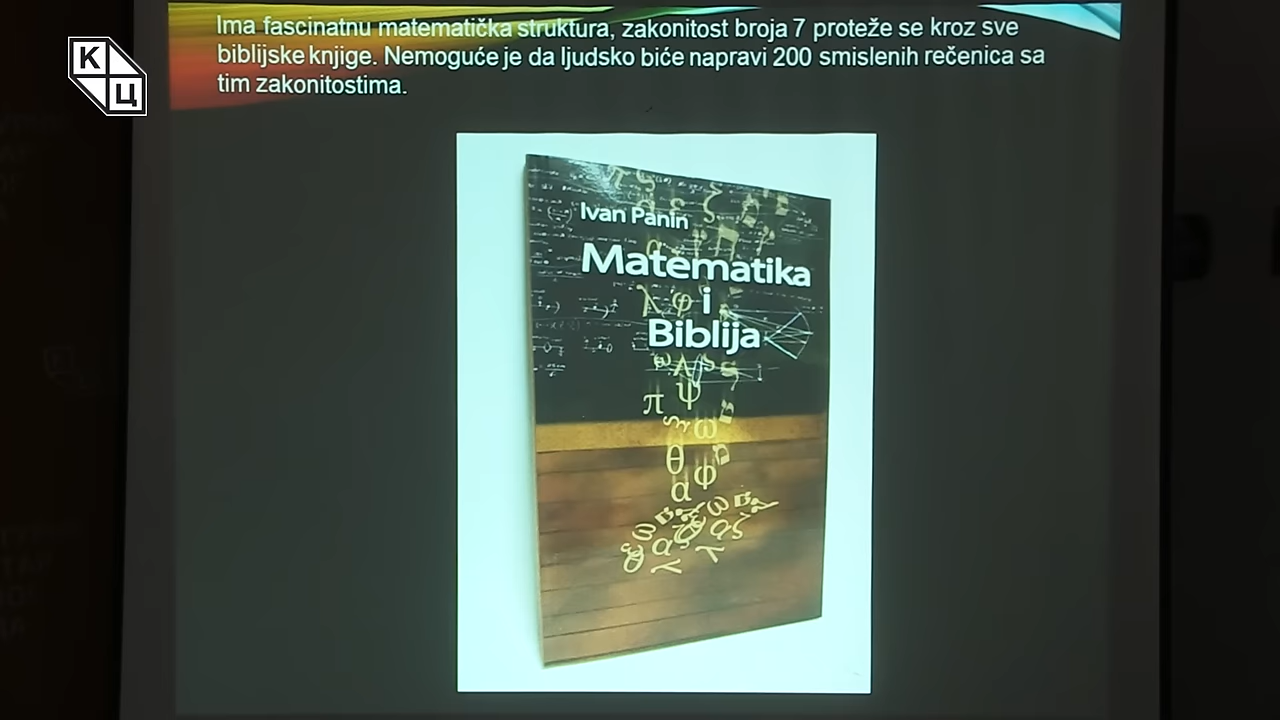 Ima fascinatnu matematička struktura, zakonitost broja 7 proteže se kroz sve
biblijske knjige. Nemoguće je da ljudsko biće napravi 200 smislenih rečenica sa
tim zakonitostima.
К
Ц
Ivan Panin
Matematika
i
Biblija